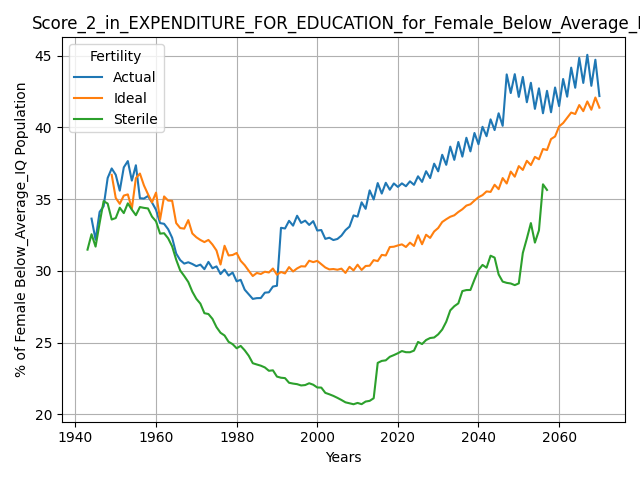 Score_2_in_EXPENDITURE_FOR_EDUCATION_for_Female_Below_Average_I
Fertility
Actual
Ideal
Sterile
% of Female Below_Average_IQ Population
45
40
35
30
25
20
1940 1960 1980 2000 2020 2040 2060
Years